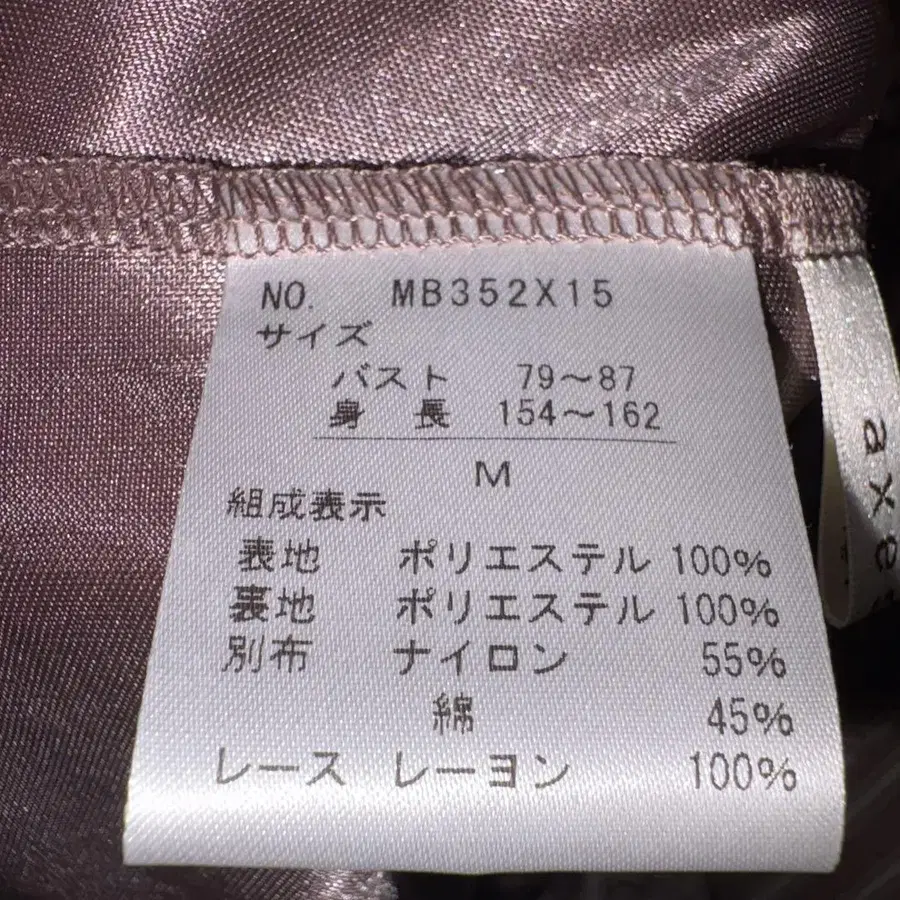 NO. MB352X15
サイズ
バスト 79〜87
身長 154〜162
M
組成表示
表地 ポリエステル 100%
裏地 ポリエステル 100%
別布 ナイロン 55%
綿 45%
レース レーヨン 100%
axe